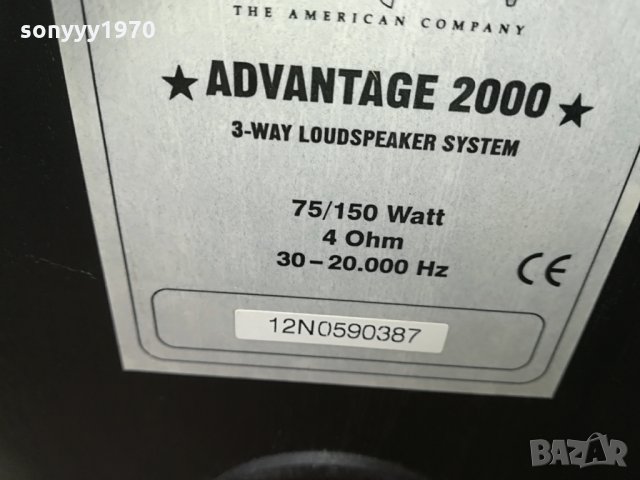 sonyyy1970
THE AMERICAN COMPANY
★ ADVANTAGE 2000 ★
3-WAY LOUDSPEAKER SYSTEM
75/150 Watt
4 Ohm
30–20.000 Hz
CE
12N0590387
BAZAR